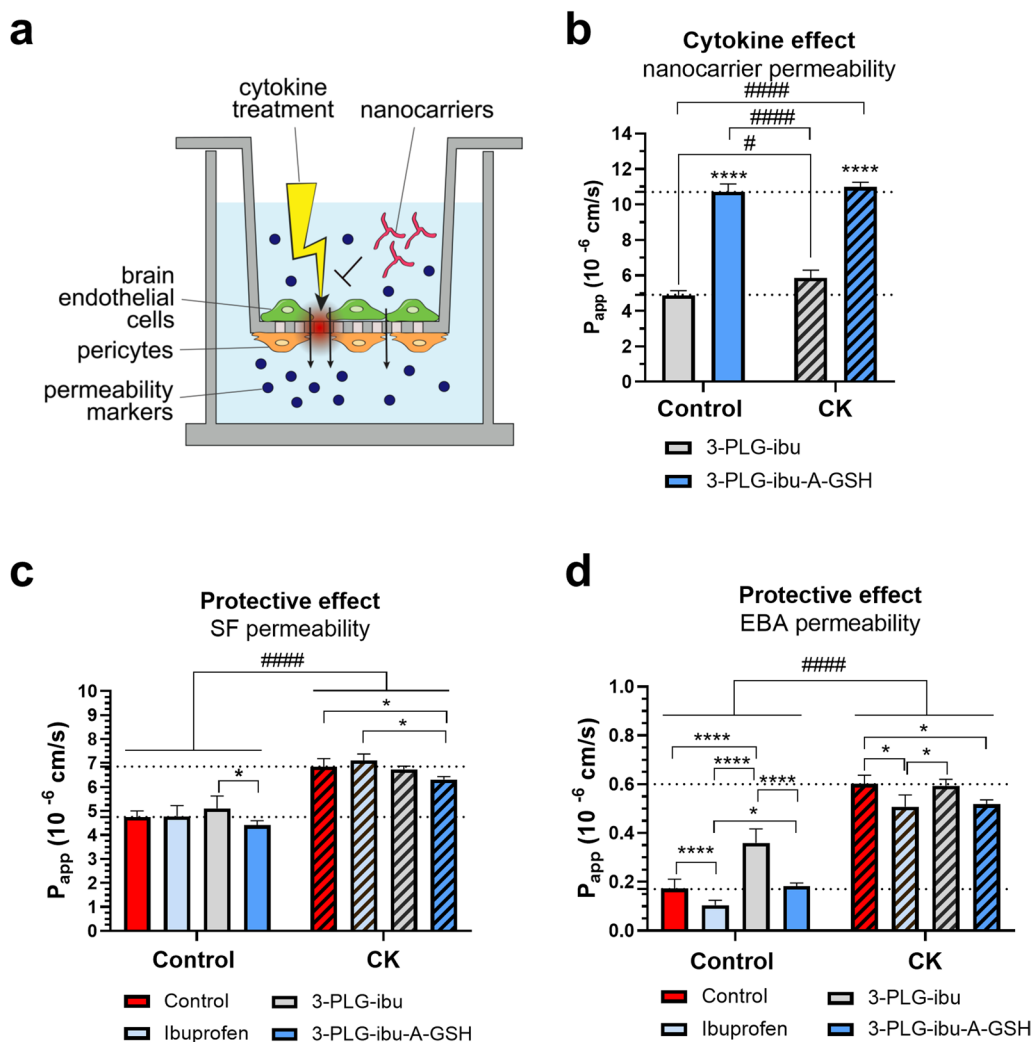 a
cytokine
treatment
nanocarriers
brain
endothelial
cells
pericytes
permeability
markers
b
Cytokine effect
nanocarrier permeability
####
####
#
****
****
14
12
10
8
6
4
2
0
Papp (10 -6 cm/s)
Control
CK
3-PLG-ibu
3-PLG-ibu-A-GSH
c
Protective effect
SF permeability
####
*
*
*
10
9
8
7
6
5
4
3
2
1
0
Papp (10 -6 cm/s)
Control
CK
Control
3-PLG-ibu
Ibuprofen
3-PLG-ibu-A-GSH
d
Protective effect
EBA permeability
####
****
****
****
*
****
*
*
*
1.0
0.8
0.6
0.4
0.2
0.0
Papp (10 -6 cm/s)
Control
CK
Control
3-PLG-ibu
Ibuprofen
3-PLG-ibu-A-GSH